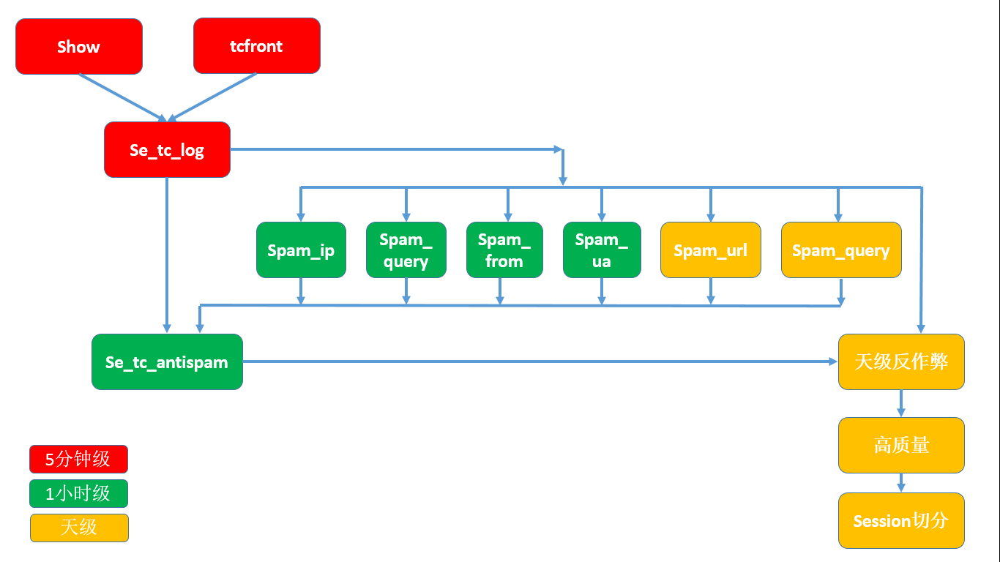 Show
tcfront
Se_tc_log
Spam_ip
Spam_
query
Spam_
from
Spam_
ua
Spam_url
Spam_query
Se_tc_antispam
天级反作弊
高质量
Session切分
5分钟级
1小时级
天级